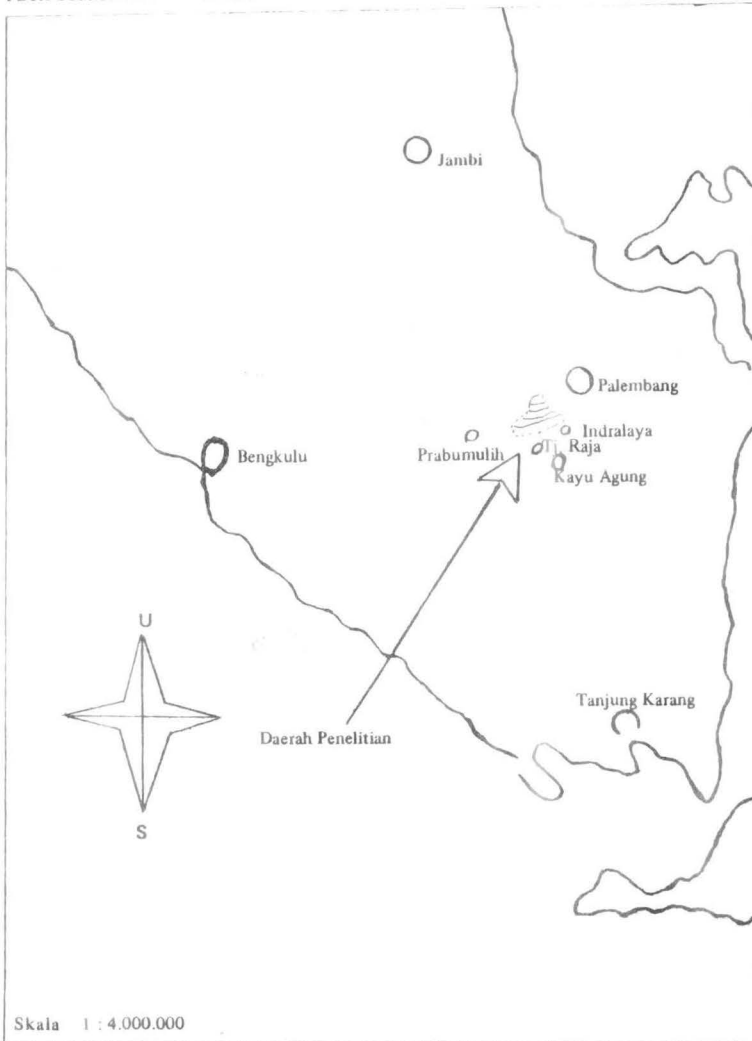 Jambi
Palembang
Indralaya
Tj. Raja
Prabumulih
Kayu Agung
Bengkulu
U
Tanjung Karang
Daerah Penelitian
S
Skala 1 : 4.000.000